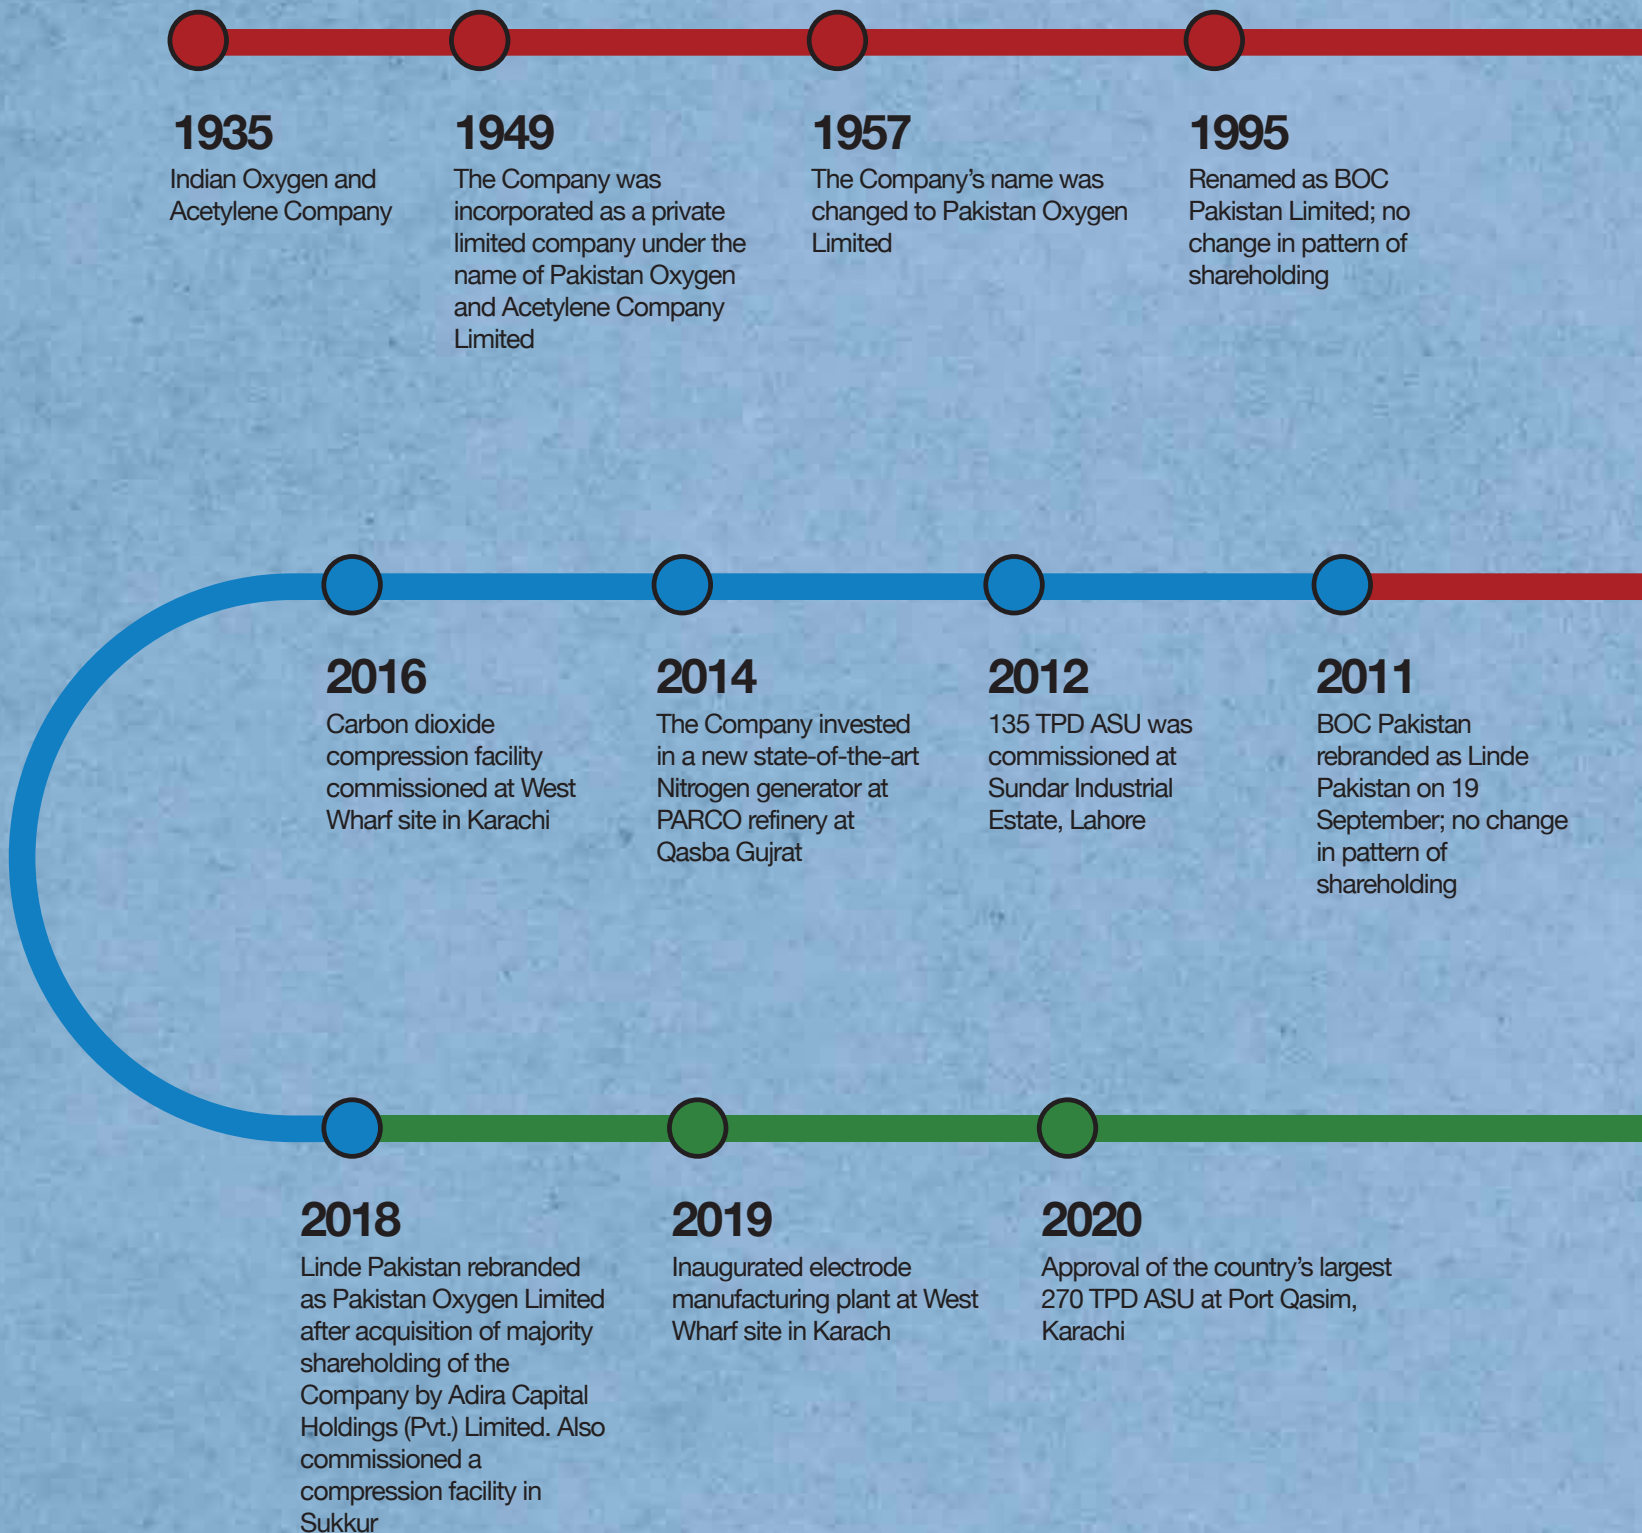 1935
Indian Oxygen and
Acetylene Company
1949
The Company was
incorporated as a private
limited company under the
name of Pakistan Oxygen
and Acetylene Company
Limited
1957
The Company’s name was
changed to Pakistan Oxygen
Limited
1995
Renamed as BOC
Pakistan Limited; no
change in pattern of
shareholding
2016
Carbon dioxide
compression facility
commissioned at West
Wharf site in Karachi
2014
The Company invested
in a new state-of-the-art
Nitrogen generator at
PARCO refinery at
Qasba Gujrat
2012
135 TPD ASU was
commissioned at
Sundar Industrial
Estate, Lahore
2011
BOC Pakistan
rebranded as Linde
Pakistan on 19
September; no change
in pattern of
shareholding
2018
Linde Pakistan rebranded
as Pakistan Oxygen Limited
after acquisition of majority
shareholding of the
Company by Adira Capital
Holdings (Pvt.) Limited. Also
commissioned a
compression facility in
Sukkur
2019
Inaugurated electrode
manufacturing plant at West
Wharf site in Karach
2020
Approval of the country’s largest
270 TPD ASU at Port Qasim,
Karachi